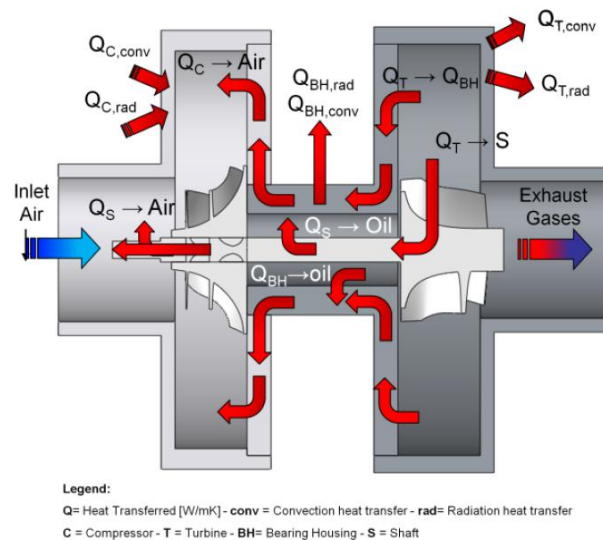 Q_C,conv
Q_C,rad
Q_C → Air
Q_BH,rad
Q_BH,conv
Q_T → Q_BH
Q_T,conv
Q_T,rad
Q_T → S
Inlet
Air
Q_S → Air
Q_S → Oil
Q_BH→oil
Exhaust
Gases
Legend:
Q= Heat Transferred [W/mK] - conv = Convection heat transfer - rad= Radiation heat transfer
C = Compressor - T = Turbine - BH= Bearing Housing - S = Shaft